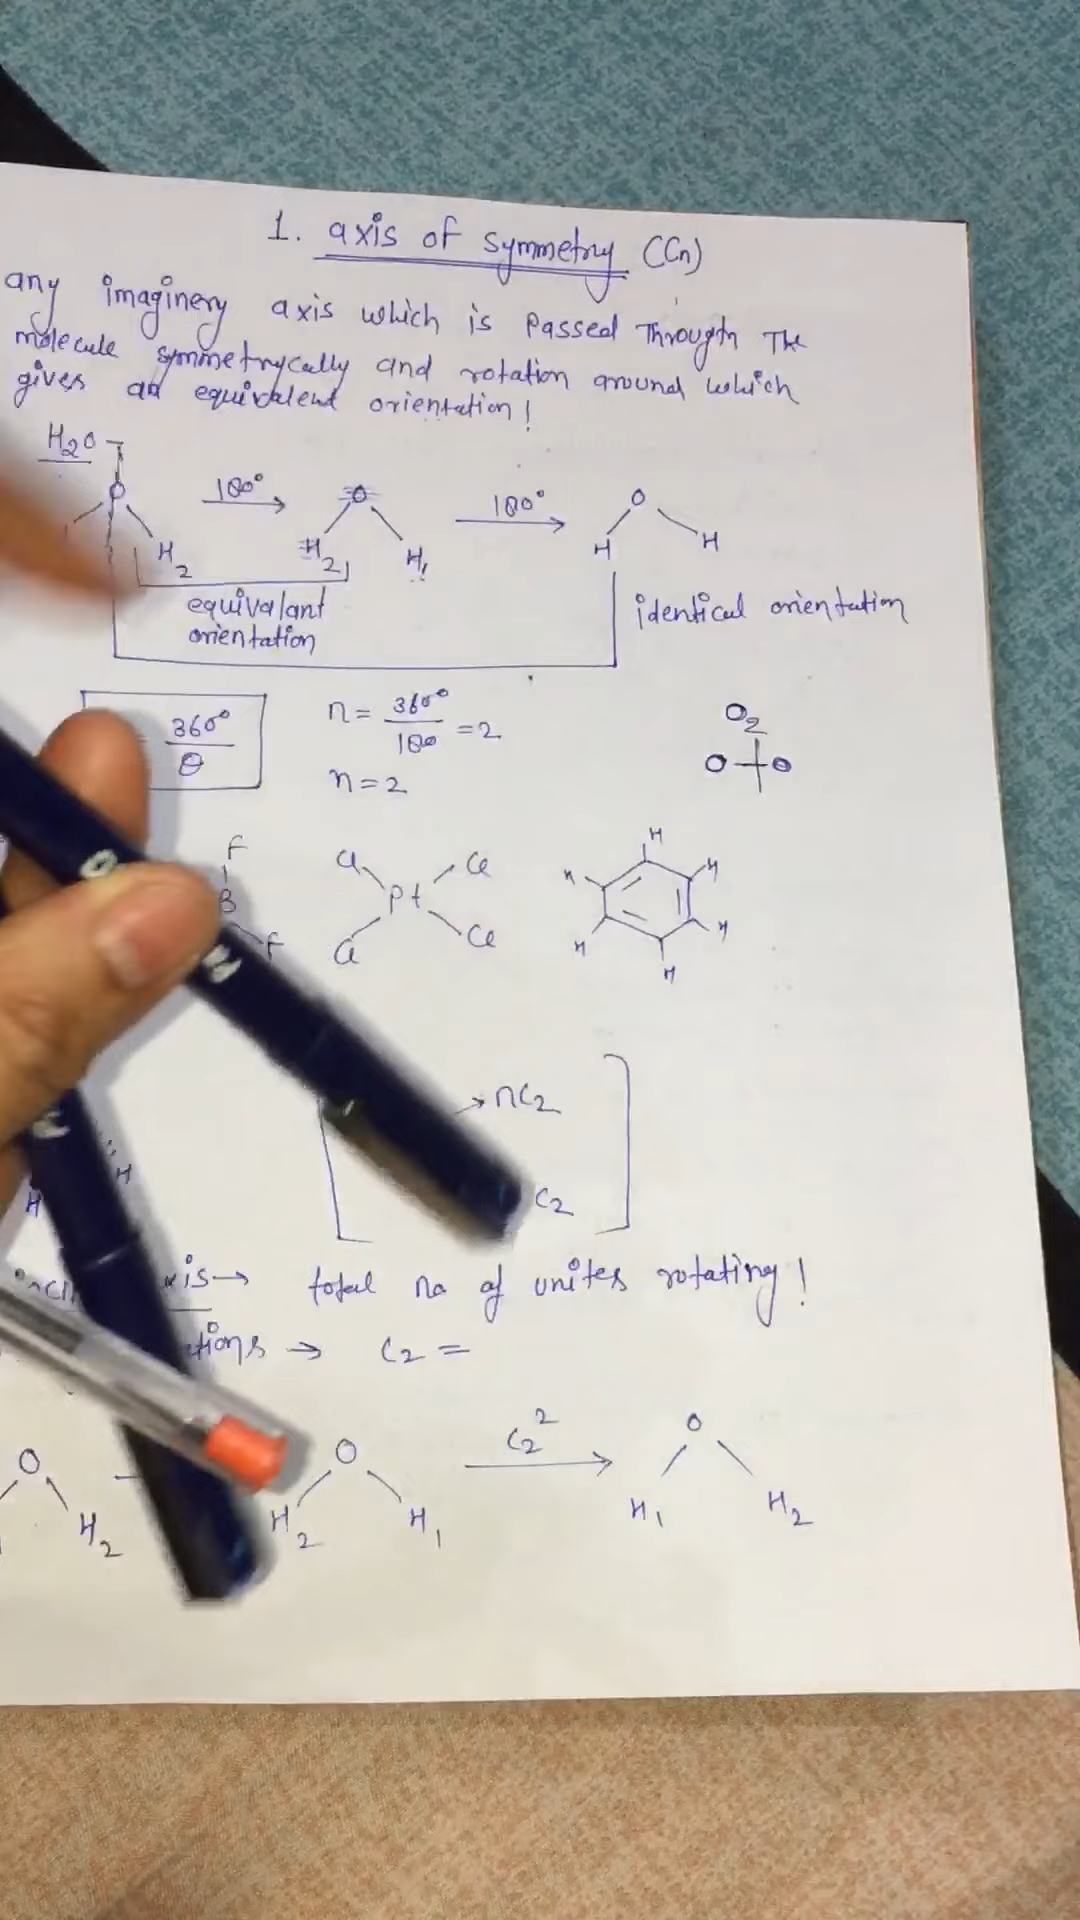 1. axis of symmetry (Cn)
any imaginery axis which is Passed Through The
molecule symmetrycally and rotation around which
gives an equivalent orientation!
H2O
O 180° O 180° O
H2 H2 H1 H H
equivalant
orientation
identical orientation
360°
θ
n = 360° / 180 = 2
n = 2
O2
O O
F
B
F
Cl Cl
Pt
Cl Cl
H
H H
H H
H
nC2
C2
H
H
xis → total no of unites rotating!
tions → C2 =
O O C2² O
H2 H2 H1 H1 H2